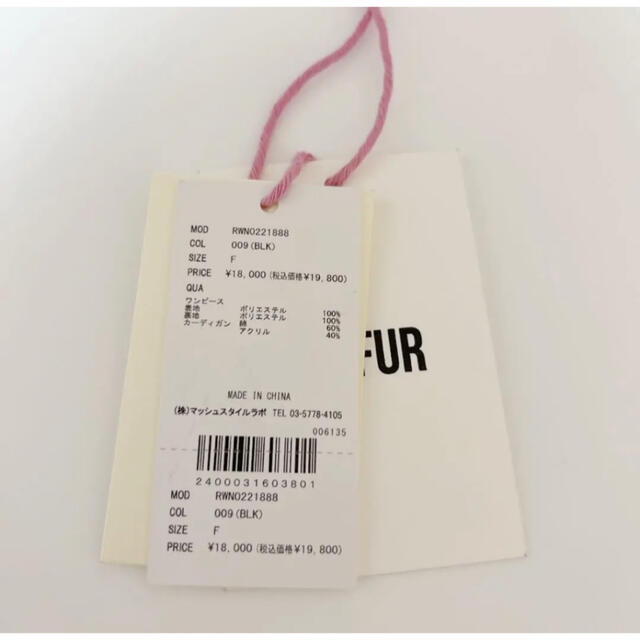 MOD RWNO221888
COL 009(BLK)
SIZE F
PRICE ¥18,000(税込価格¥19,800)
QUA
ワンピース
表地 ポリエステル 100%
裏地 ポリエステル 100%
カーディガン 綿 60%
アクリル 40%
MADE IN CHINA
(株)マッシュスタイルラボ TEL 03-5778-4105
006135
2400031603801
MOD RWNO221888
COL 009(BLK)
SIZE F
PRICE ¥18,000(税込価格¥19,800)
FUR